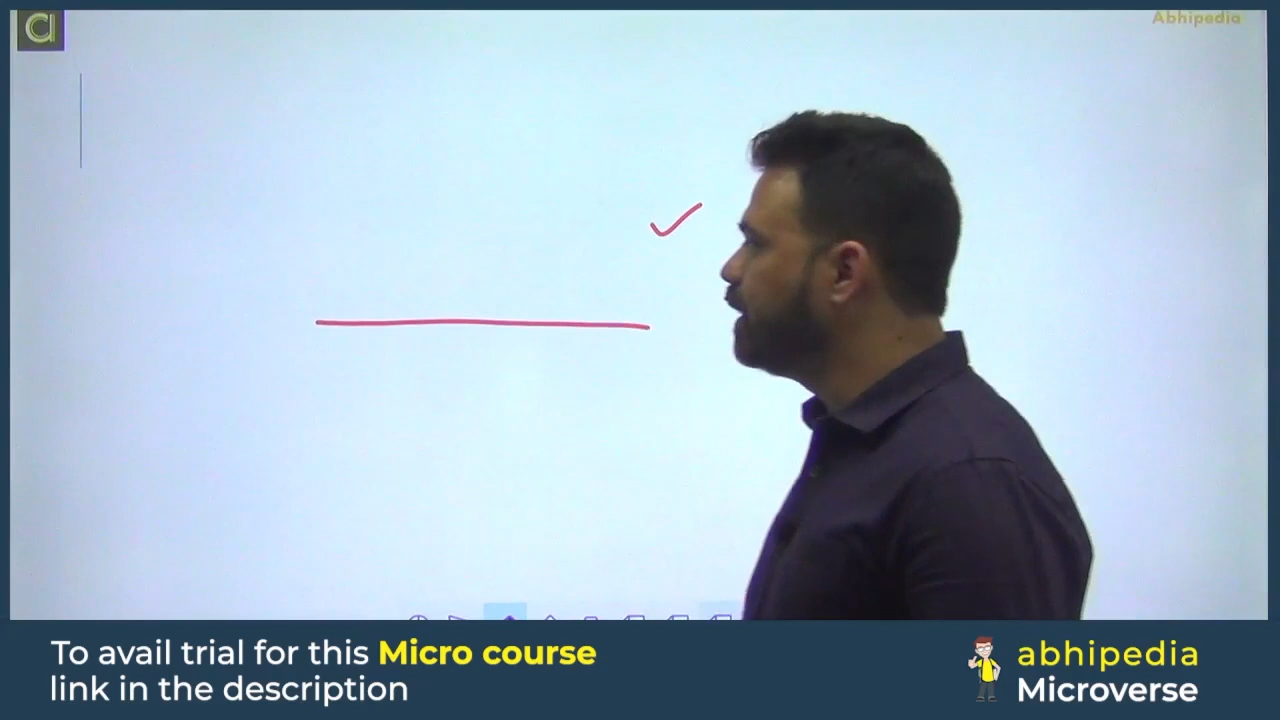 Abhipedia
To avail trial for this Micro course
link in the description
abhipedia
Microverse